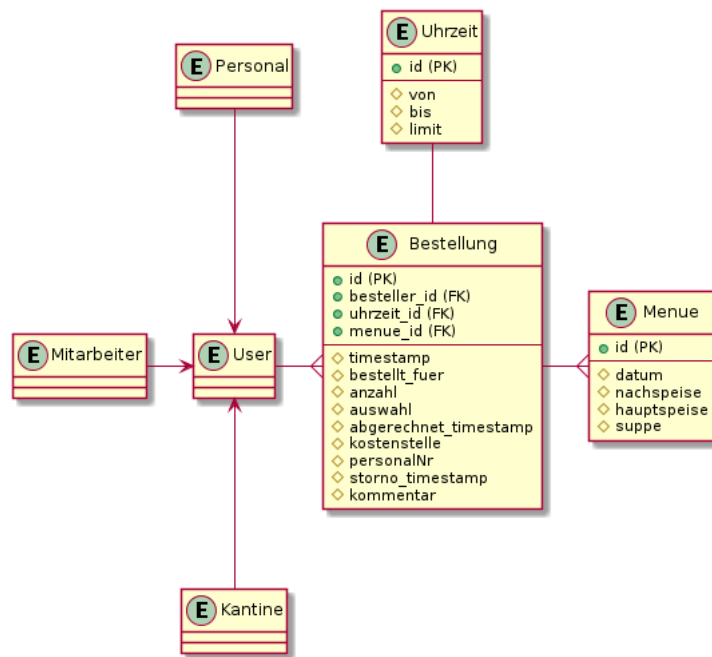 E Uhrzeit
id (PK)
von
bis
limit
E Personal
E Bestellung
id (PK)
besteller_id (FK)
uhrzeit_id (FK)
menue_id (FK)
timestamp
bestellt_fuer
anzahl
auswahl
abgerechnet_timestamp
kostenstelle
personalNr
storno_timestamp
kommentar
E Menue
id (PK)
datum
nachspeise
hauptspeise
suppe
E Mitarbeiter
E User
E Kantine